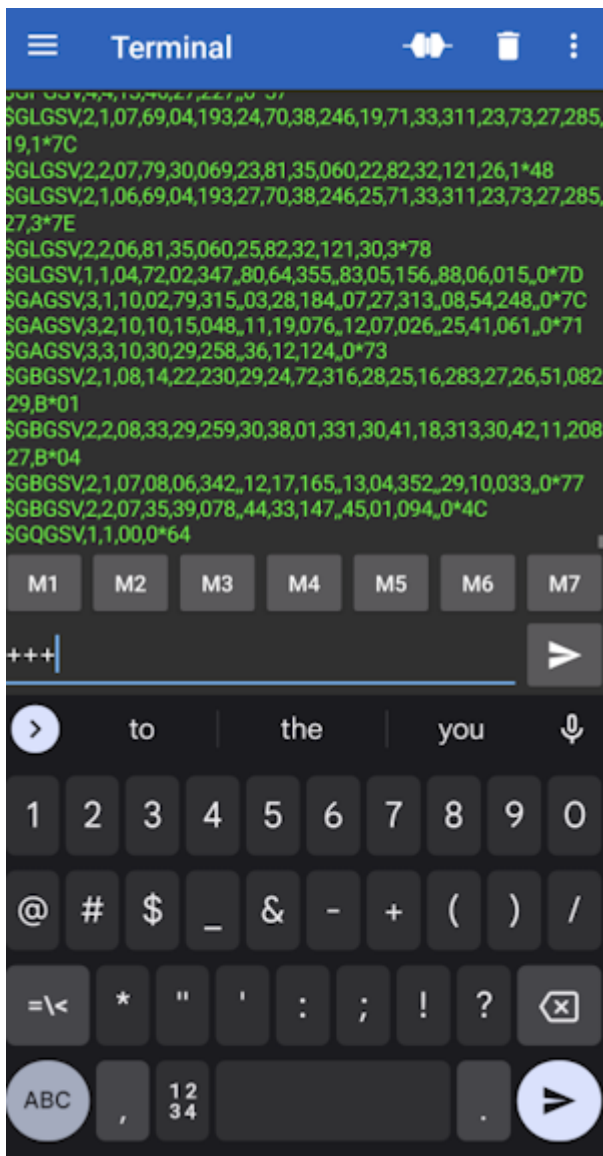 Terminal
$GLGSV,2,1,07,69,04,193,24,70,38,246,19,71,33,311,23,73,27,285,
19,1*7C
$GLGSV,2,2,07,79,30,069,23,81,35,060,22,82,32,121,26,1*48
$GLGSV,2,1,06,69,04,193,27,70,38,246,25,71,33,311,23,73,27,285,
27,3*7E
$GLGSV,2,2,06,81,35,060,25,82,32,121,30,3*78
$GLGSV,1,1,04,72,02,347,,80,64,355,,83,05,156,,88,06,015,,0*7D
$GAGSV,3,1,10,02,79,315,,03,28,184,,07,27,313,,08,54,248,,0*7C
$GAGSV,3,2,10,10,15,048,,11,19,076,,12,07,026,,25,41,061,,0*71
$GAGSV,3,3,10,30,29,258,,36,12,124,,0*73
$GBGSV,2,1,08,14,22,230,29,24,72,316,28,25,16,283,27,26,51,082
29,B*01
$GBGSV,2,2,08,33,29,259,30,38,01,331,30,41,18,313,30,42,11,208
27,B*04
$GBGSV,2,1,07,08,06,342,,12,17,165,,13,04,352,,29,10,033,,0*77
$GBGSV,2,2,07,35,39,078,,44,33,147,,45,01,094,,0*4C
$GQGSV,1,1,00,0*64
M1 M2 M3 M4 M5 M6 M7
+++
to the you
1 2 3 4 5 6 7 8 9 0
@ # $ _ & - + ( ) /
=\< * " ' : ; ! ?
ABC , 1 2 .
3 4